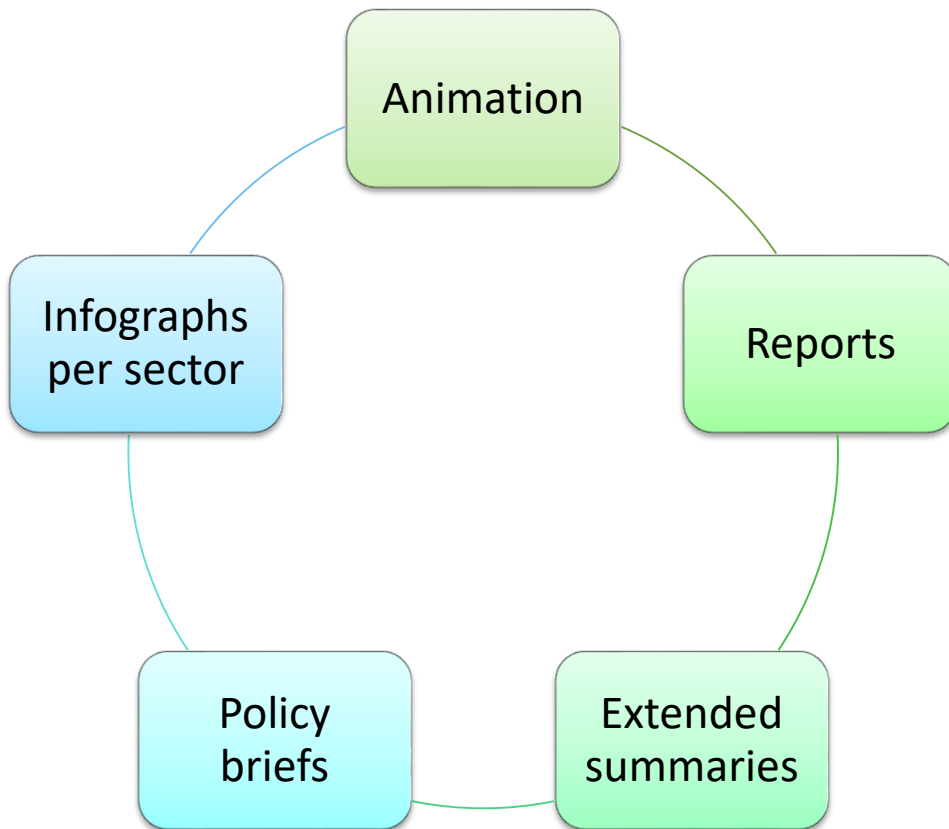 Animation
Reports
Extended
summaries
Policy
briefs
Infographs
per sector